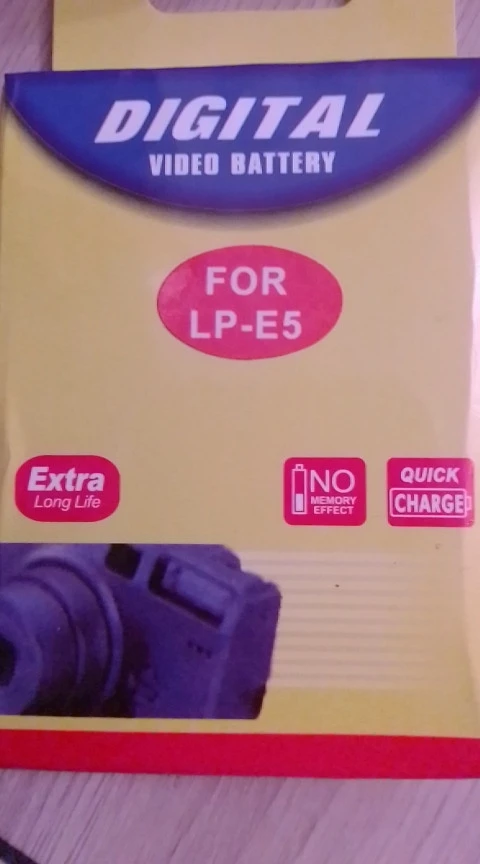 DIGITAL
VIDEO BATTERY
FOR
LP-E5
Extra
Long Life
NO
MEMORY
EFFECT
QUICK
CHARGE